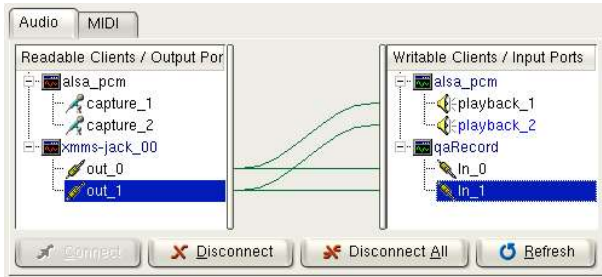 Audio
MIDI
Readable Clients / Output Por
Writable Clients / Input Ports
alsa_pcm
capture_1
capture_2
xmms-jack_00
out_0
out_1
alsa_pcm
playback_1
playback_2
qaRecord
In_0
In_1
Connect
Disconnect
Disconnect All
Refresh